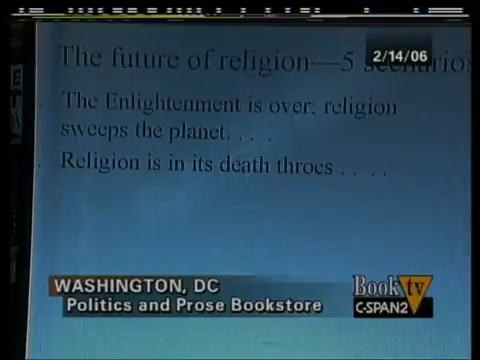 The future of religion—5 scenarios
2/14/06
The Enlightenment is over; religion
sweeps the planet. . . .
Religion is in its death throes . . . .
WASHINGTON, DC
Politics and Prose Bookstore
Book tv
C-SPAN2